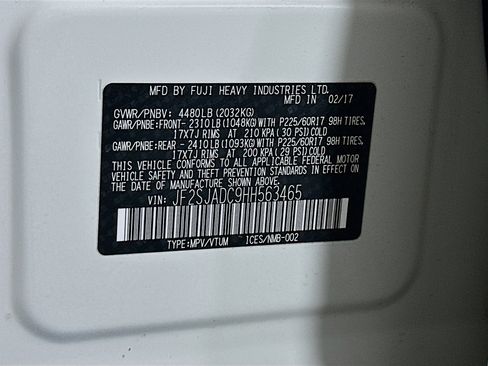 MFD BY FUJI HEAVY INDUSTRIES LTD.
MFD IN 02/17
GVWR/PNBV: 4480LB (2032KG)
GAWR/PNBE:FRONT- 2310LB (1048KG) WITH P225/60R17 98H TIRES,
17X7J RIMS AT 210 KPA (30 PSI) COLD
GAWR/PNBE:REAR - 2410LB (1093KG) WITH P225/60R17 98H TIRES,
17X7J RIMS AT 200 KPA (29 PSI) COLD
THIS VEHICLE CONFORMS TO ALL APPLICABLE FEDERAL MOTOR
VEHICLE SAFETY AND THEFT PREVENTION STANDARDS IN EFFECT ON
THE DATE OF MANUFACTURE SHOWN ABOVE.
VIN: JF2SJADC9HH563465
TYPE:MPV/VTUM ICES/NMB-002